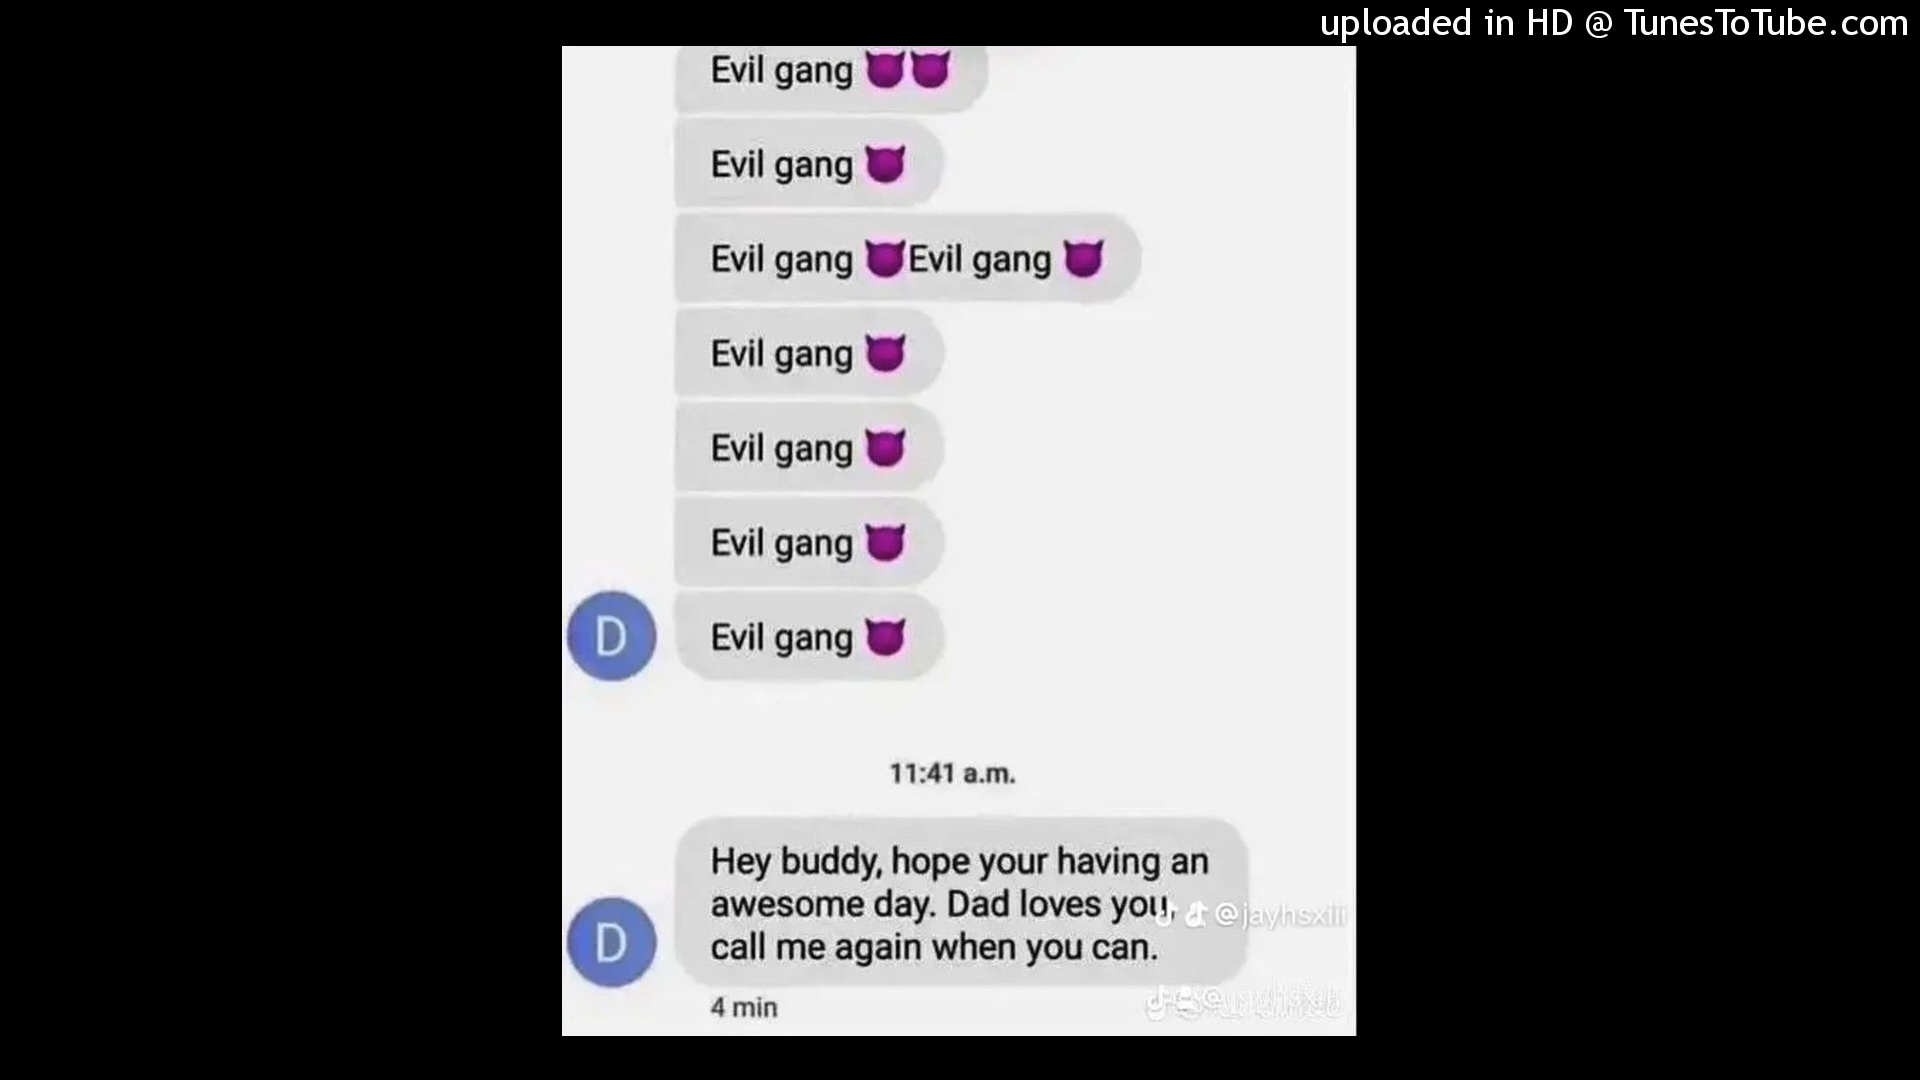 uploaded in HD @ TunesToTube.com
Evil gang 😈😈
Evil gang 😈
Evil gang 😈Evil gang 😈
Evil gang 😈
Evil gang 😈
Evil gang 😈
D Evil gang 😈
11:41 a.m.
Hey buddy, hope your having an
awesome day. Dad loves you,
D
@jayhsxiii
call me again when you can.
4 min